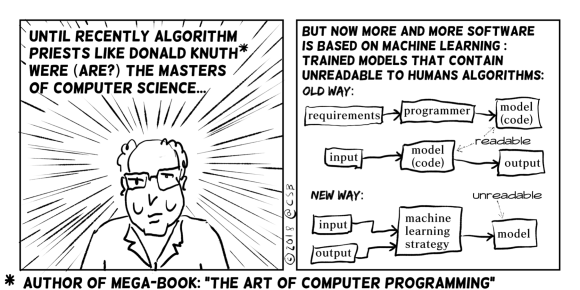 UNTIL RECENTLY ALGORITHM
PRIESTS LIKE DONALD KNUTH*
WERE (ARE?) THE MASTERS
OF COMPUTER SCIENCE...
©2018 @CSB
BUT NOW MORE AND MORE SOFTWARE
IS BASED ON MACHINE LEARNING :
TRAINED MODELS THAT CONTAIN
UNREADABLE TO HUMANS ALGORITHMS:
OLD WAY:
requirements
programmer
model
(code)
readable
input
model
(code)
output
NEW WAY:
unreadable
input
output
machine
learning
strategy
model
* AUTHOR OF MEGA-BOOK: "THE ART OF COMPUTER PROGRAMMING"